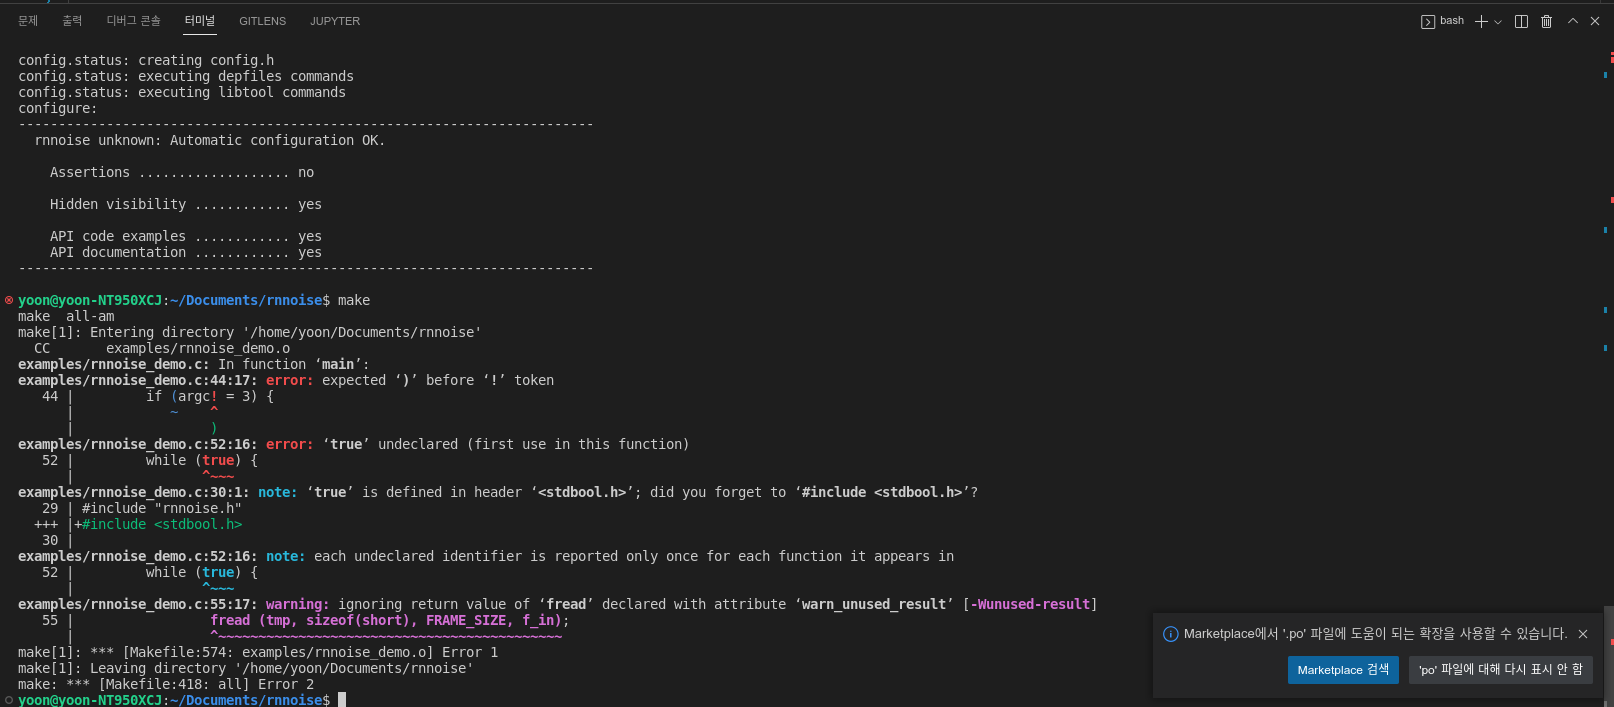 문제 출력 디버그 콘솔 터미널 GITLENS JUPYTER bash
config.status: creating config.h
config.status: executing depfiles commands
config.status: executing libtool commands
configure:
------------------------------------------------------------------------
  rnnoise unknown: Automatic configuration OK.
    Assertions ................... no
    Hidden visibility ............ yes
    API code examples ............ yes
    API documentation ............ yes
------------------------------------------------------------------------
yoon@yoon-NT950XCJ:~/Documents/rnnoise$ make
make  all-am
make[1]: Entering directory '/home/yoon/Documents/rnnoise'
  CC       examples/rnnoise_demo.o
examples/rnnoise_demo.c: In function ‘main’:
examples/rnnoise_demo.c:44:17: error: expected ‘)’ before ‘!’ token
   44 |         if (argc! = 3) {
      |            ~    ^
      |                 )
examples/rnnoise_demo.c:52:16: error: ‘true’ undeclared (first use in this function)
   52 |         while (true) {
      |                ^~~~
examples/rnnoise_demo.c:30:1: note: ‘true’ is defined in header ‘<stdbool.h>’; did you forget to ‘#include <stdbool.h>’?
   29 | #include "rnnoise.h"
  +++ |+#include <stdbool.h>
   30 |
examples/rnnoise_demo.c:52:16: note: each undeclared identifier is reported only once for each function it appears in
   52 |         while (true) {
      |                ^~~~
examples/rnnoise_demo.c:55:17: warning: ignoring return value of ‘fread’ declared with attribute ‘warn_unused_result’ [-Wunused-result]
   55 |                 fread (tmp, sizeof(short), FRAME_SIZE, f_in);
      |                 ^~~~~~~~~~~~~~~~~~~~~~~~~~~~~~~~~~~~~~~~~~~~
make[1]: *** [Makefile:574: examples/rnnoise_demo.o] Error 1
make[1]: Leaving directory '/home/yoon/Documents/rnnoise'
make: *** [Makefile:418: all] Error 2
yoon@yoon-NT950XCJ:~/Documents/rnnoise$
Marketplace에서 '.po' 파일에 도움이 되는 확장을 사용할 수 있습니다.
Marketplace 검색 'po' 파일에 대해 다시 표시 안 함